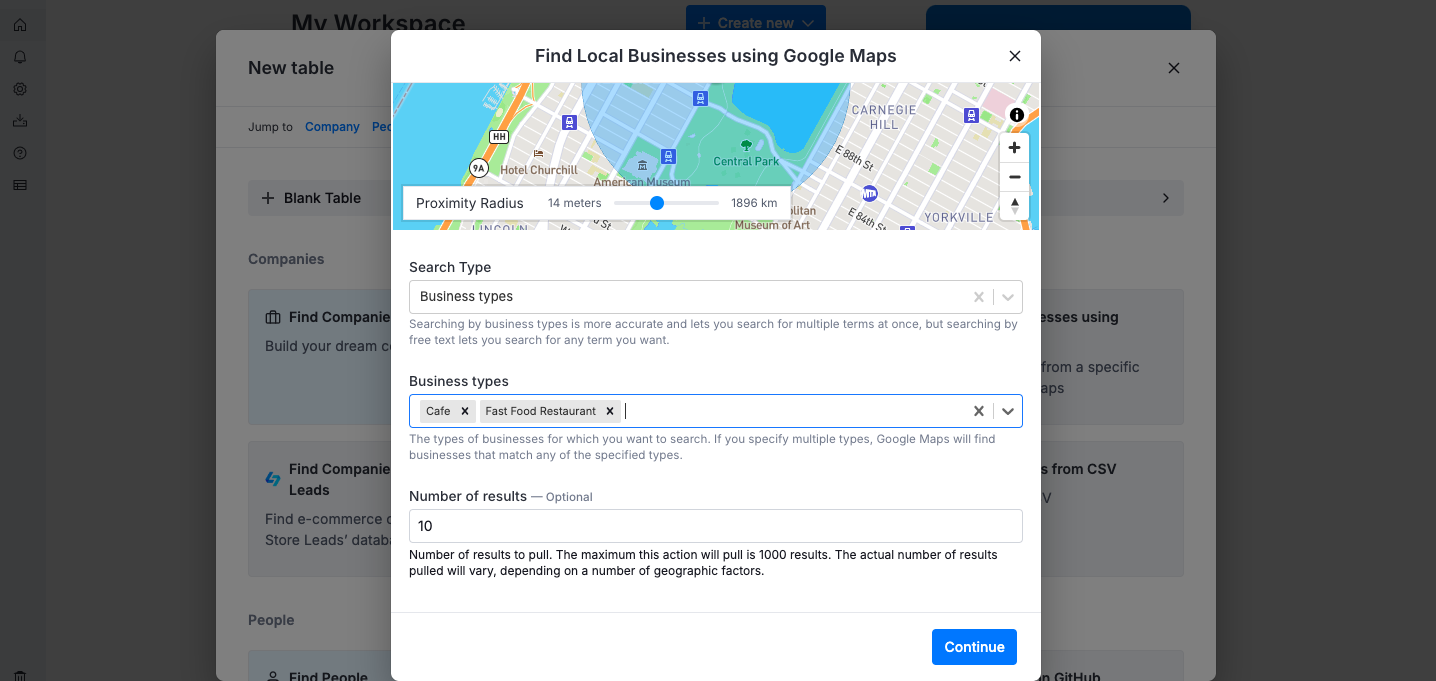 My Workspace
Create new
New table
Jump to Company Peo
Blank Table
Companies
Find Companie
Build your dream c
esses using
from a specific
aps
Find Companie
Leads
Find e-commerce c
Store Leads’ databa
s from CSV
V
People
Find People
n GitHub
Find Local Businesses using Google Maps
CARNEGIE
HILL
HH
9A
Hotel Churchill
American Museum
Central Park
E 88th St
E 84th St
YORKVILLE
olitan
Museum of Art
LINCOLN
Proximity Radius 14 meters 1896 km
Search Type
Business types
Searching by business types is more accurate and lets you search for multiple terms at once, but searching by
free text lets you search for any term you want.
Business types
Cafe Fast Food Restaurant
The types of businesses for which you want to search. If you specify multiple types, Google Maps will find
businesses that match any of the specified types.
Number of results — Optional
10
Number of results to pull. The maximum this action will pull is 1000 results. The actual number of results
pulled will vary, depending on a number of geographic factors.
Continue